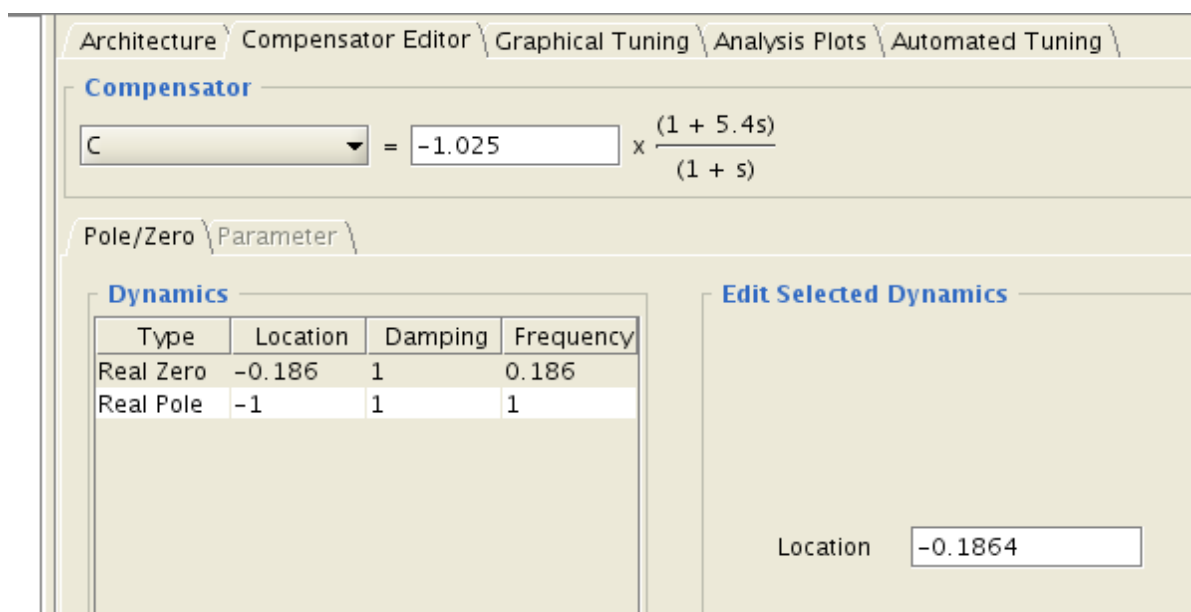 Architecture Compensator Editor Graphical Tuning Analysis Plots Automated Tuning
Compensator
C = -1.025 x (1 + 5.4s)
(1 + s)
Pole/Zero Parameter
Dynamics
Type Location Damping Frequency
Real Zero -0.186 1 0.186
Real Pole -1 1 1
Edit Selected Dynamics
Location -0.1864